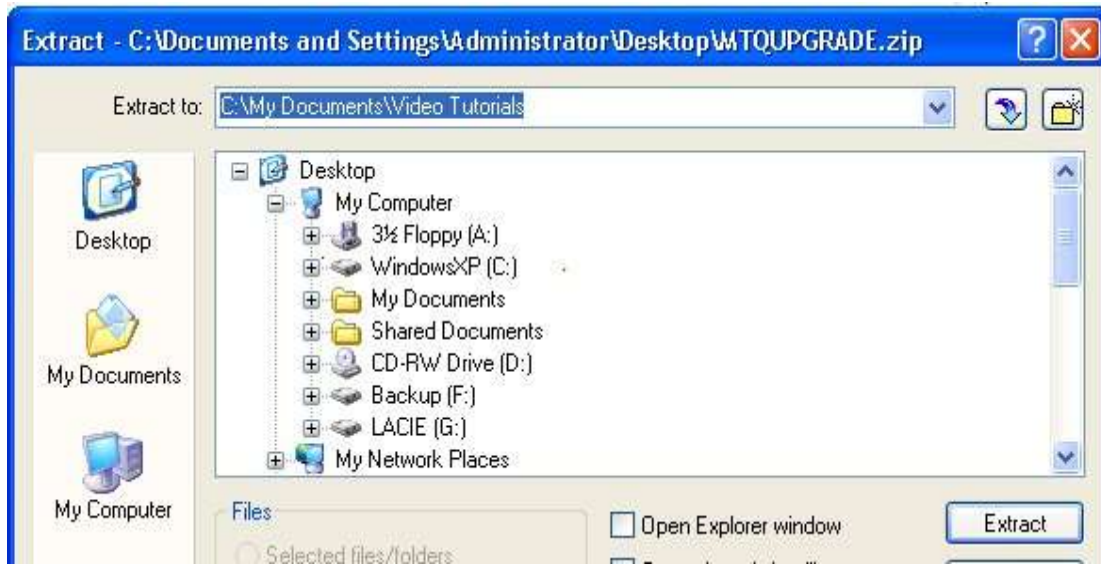 Extract - C:\Documents and Settings\Administrator\Desktop\MTQUPGRADE.zip
Extract to: C:\My Documents\Video Tutorials
Desktop
My Computer
3½ Floppy (A:)
WindowsXP (C:)
My Documents
Shared Documents
CD-RW Drive (D:)
Backup (F:)
LACIE (G:)
My Network Places
Desktop
My Documents
My Computer
Files
Selected files/folders
Open Explorer window
Extract